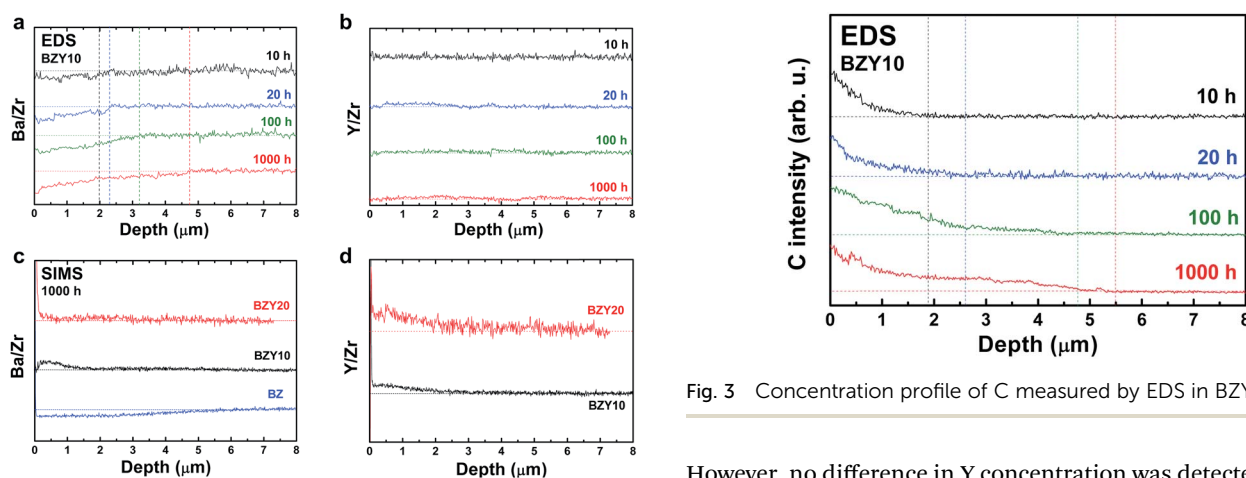 a
EDS
BZY10
10 h
20 h
100 h
1000 h
Ba/Zr
0 1 2 3 4 5 6 7 8
Depth (μm)
b
10 h
20 h
100 h
1000 h
Y/Zr
0 1 2 3 4 5 6 7 8
Depth (μm)
c
SIMS
1000 h
BZY20
BZY10
BZ
Ba/Zr
0 1 2 3 4 5 6 7 8
Depth (μm)
d
BZY20
BZY10
Y/Zr
0 1 2 3 4 5 6 7 8
Depth (μm)
EDS
BZY10
10 h
20 h
100 h
1000 h
C intensity (arb. u.)
0 1 2 3 4 5 6 7 8
Depth (μm)
Fig. 3 Concentration profile of C measured by EDS in BZY
However, no difference in Y concentration was detecte